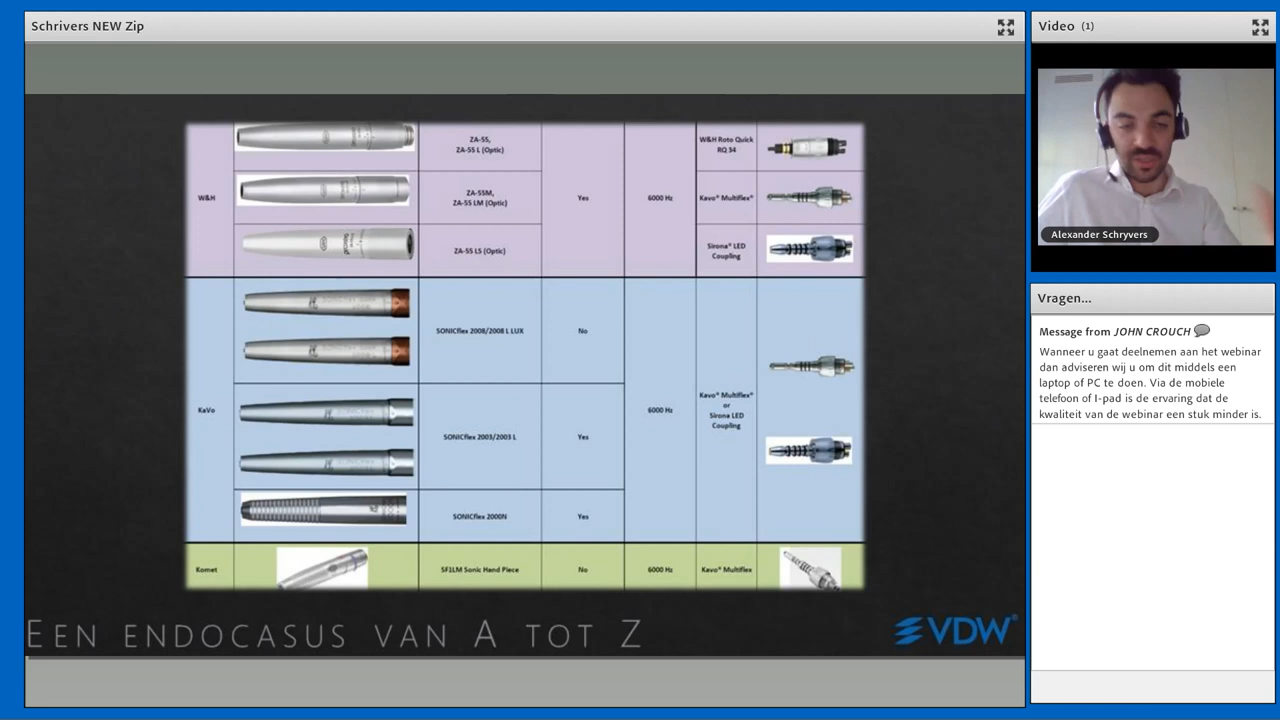 Schrivers NEW Zip
Video (1)
Alexander Schryvers
Vragen...
Message from JOHN CROUCH
Wanneer u gaat deelnemen aan het webinar
dan adviseren wij u om dit middels een
laptop of PC te doen. Via de mobiele
telefoon of I-pad is de ervaring dat de
kwaliteit van de webinar een stuk minder is.
W&H
ZA-55,
ZA-55 L (Optic)
ZA-55M,
ZA-55 LM (Optic)
ZA-55 LS (Optic)
Yes
6000 Hz
W&H Roto Quick
RQ 34
Kavo® Multiflex®
Sirona® LED
Coupling
KaVo
SONICflex 2008/2008 L LUX
No
SONICflex 2003/2003 L
Yes
SONICflex 2000N
Yes
6000 Hz
Kavo® Multiflex®
or
Sirona LED
Coupling
Komet
SF1LM Sonic Hand Piece
No
6000 Hz
Kavo® Multiflex
EEN ENDOCASUS VAN A TOT Z
VDW®